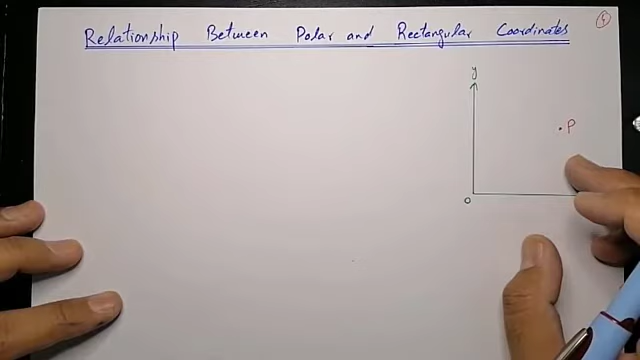 Relationship Between Polar and Rectangular Coordinates
y
P
O